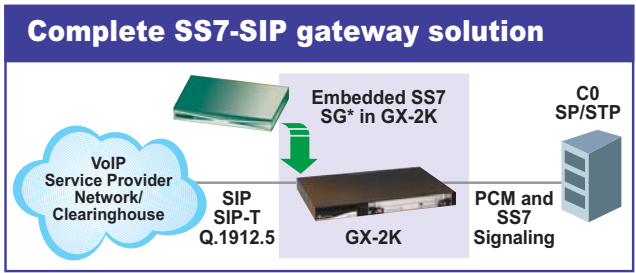 Complete SS7-SIP gateway solution
Embedded SS7
SG* in GX-2K
C0
SP/STP
VoIP
Service Provider
Network/
Clearinghouse
SIP
SIP-T
Q.1912.5
GX-2K
PCM and
SS7
Signaling